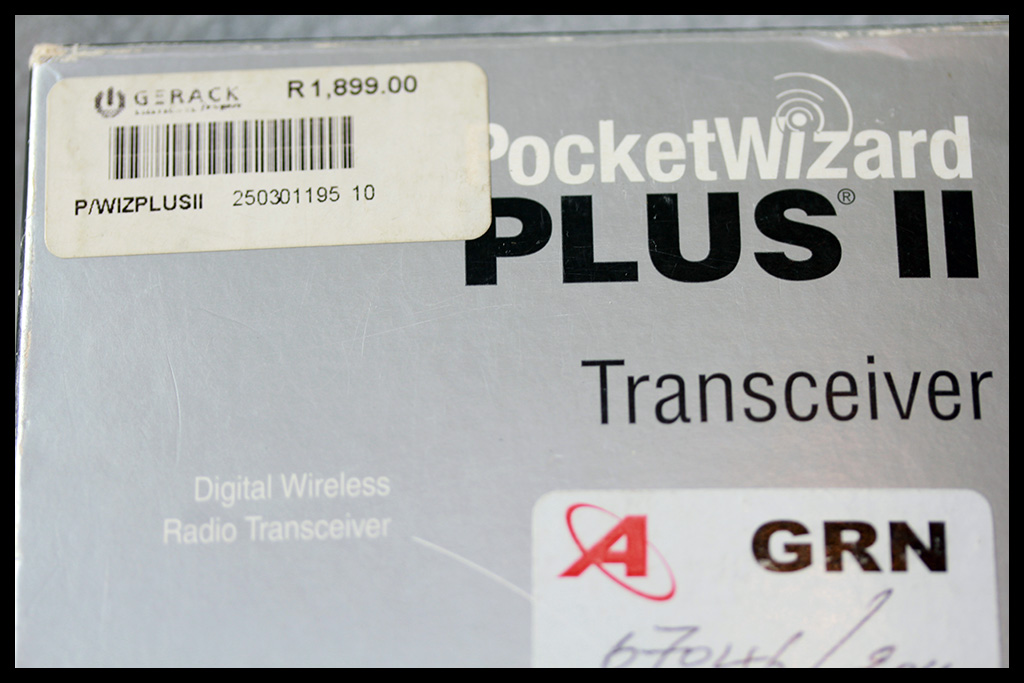 GERACK
R1,899.00
P/WIZPLUSII 250301195 10
PocketWizard
PLUS® II
Transceiver
Digital Wireless
Radio Transceiver
A GRN